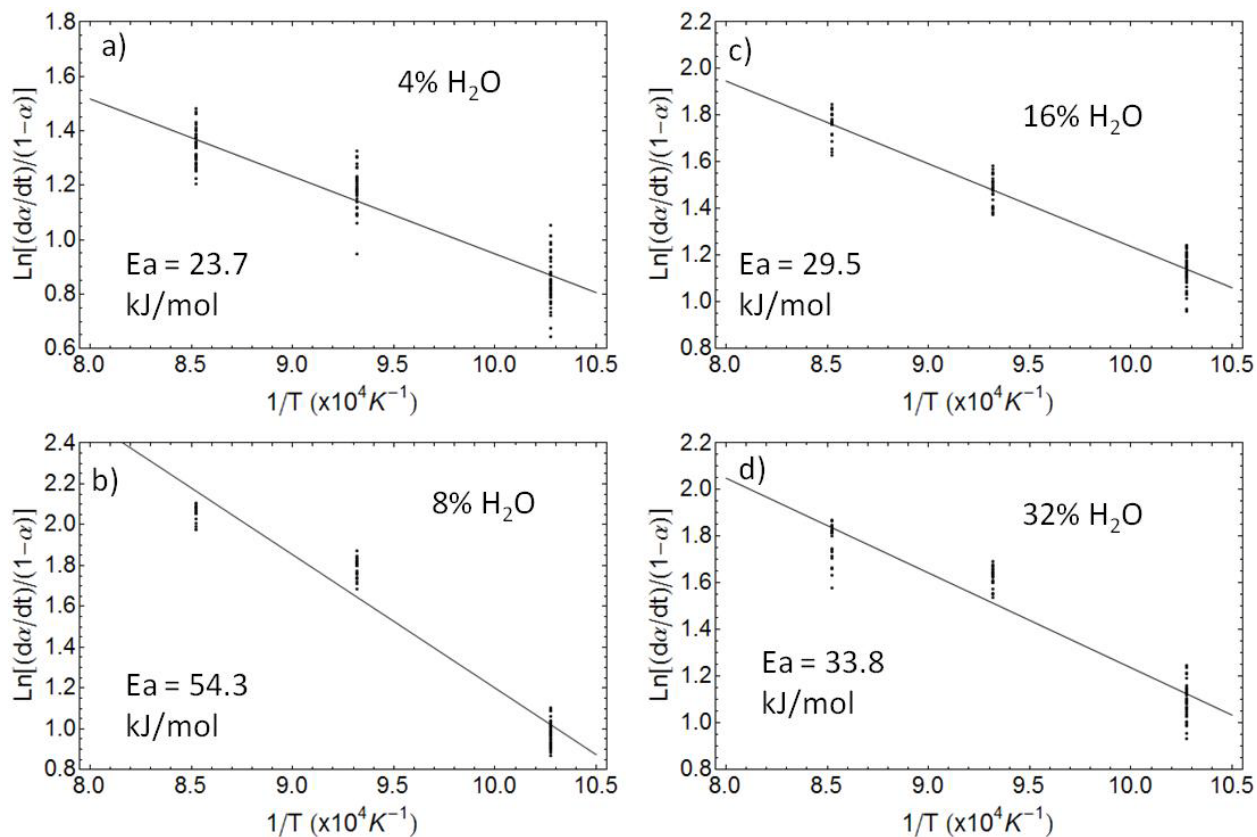 a)
4% H₂O
Ea = 23.7
kJ/mol
Ln[(dα/dt)/(1−α)]
1.8
1.6
1.4
1.2
1.0
0.8
0.6
8.0 8.5 9.0 9.5 10.0 10.5
1/T (x10⁴K⁻¹)
c)
16% H₂O
Ea = 29.5
kJ/mol
Ln[(dα/dt)/(1−α)]
2.2
2.0
1.8
1.6
1.4
1.2
1.0
0.8
8.0 8.5 9.0 9.5 10.0 10.5
1/T (x10⁴K⁻¹)
b)
8% H₂O
Ea = 54.3
kJ/mol
Ln[(dα/dt)/(1−α)]
2.4
2.2
2.0
1.8
1.6
1.4
1.2
1.0
0.8
8.0 8.5 9.0 9.5 10.0 10.5
1/T (x10⁴K⁻¹)
d)
32% H₂O
Ea = 33.8
kJ/mol
Ln[(dα/dt)/(1−α)]
2.2
2.0
1.8
1.6
1.4
1.2
1.0
0.8
8.0 8.5 9.0 9.5 10.0 10.5
1/T (x10⁴K⁻¹)